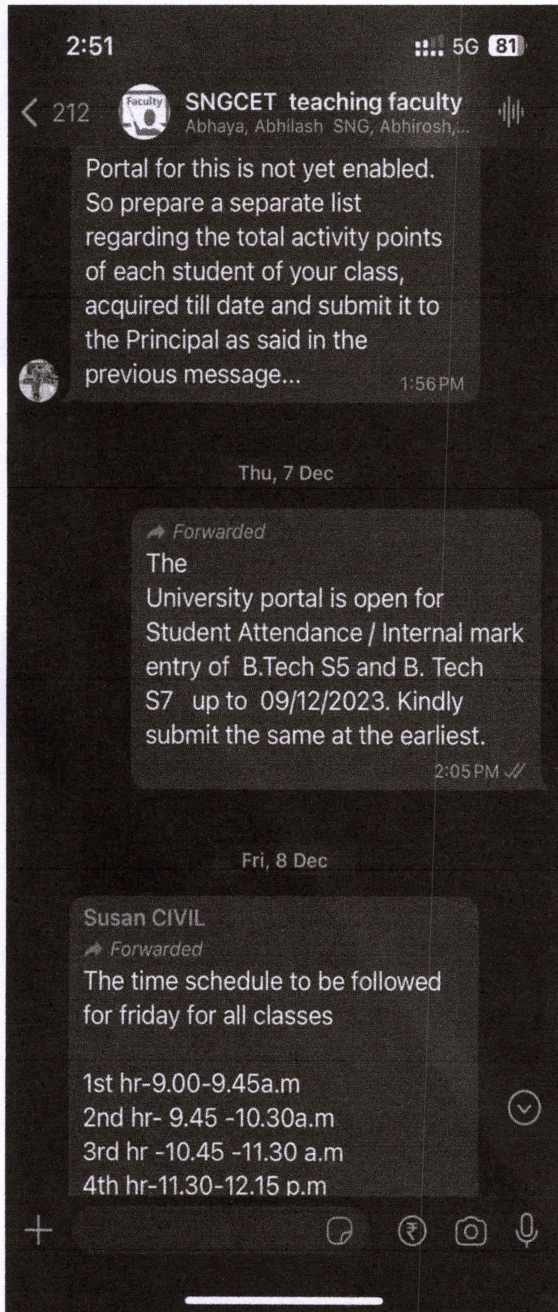 2:51 5G 81
212 Faculty SNGCET teaching faculty
Abhaya, Abhilash SNG, Abhirosh,...
Portal for this is not yet enabled.
So prepare a separate list
regarding the total activity points
of each student of your class,
acquired till date and submit it to
the Principal as said in the
previous message... 1:56 PM
Thu, 7 Dec
Forwarded
The
University portal is open for
Student Attendance / Internal mark
entry of B.Tech S5 and B. Tech
S7 up to 09/12/2023. Kindly
submit the same at the earliest.
2:05 PM
Fri, 8 Dec
Susan CIVIL
Forwarded
The time schedule to be followed
for friday for all classes
1st hr-9.00-9.45a.m
2nd hr- 9.45 -10.30a.m
3rd hr -10.45 -11.30 a.m
4th hr-11.30-12.15 p.m
₹